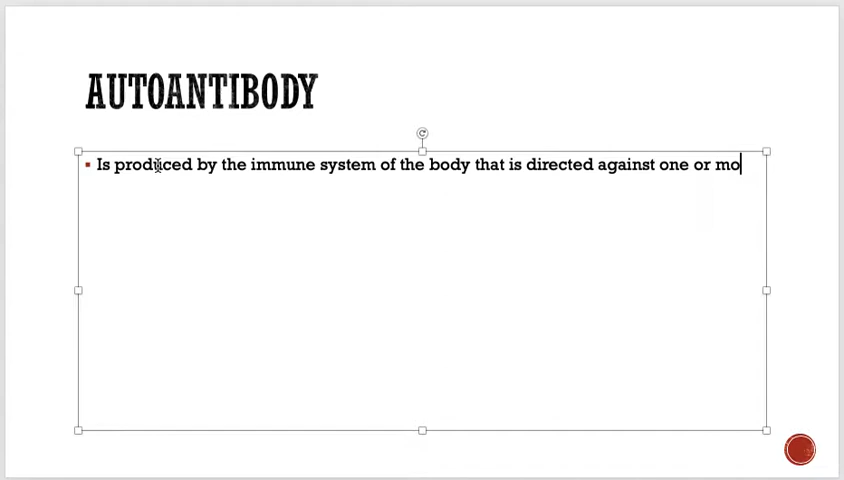 AUTOANTIBODY
Is produced by the immune system of the body that is directed against one or mo